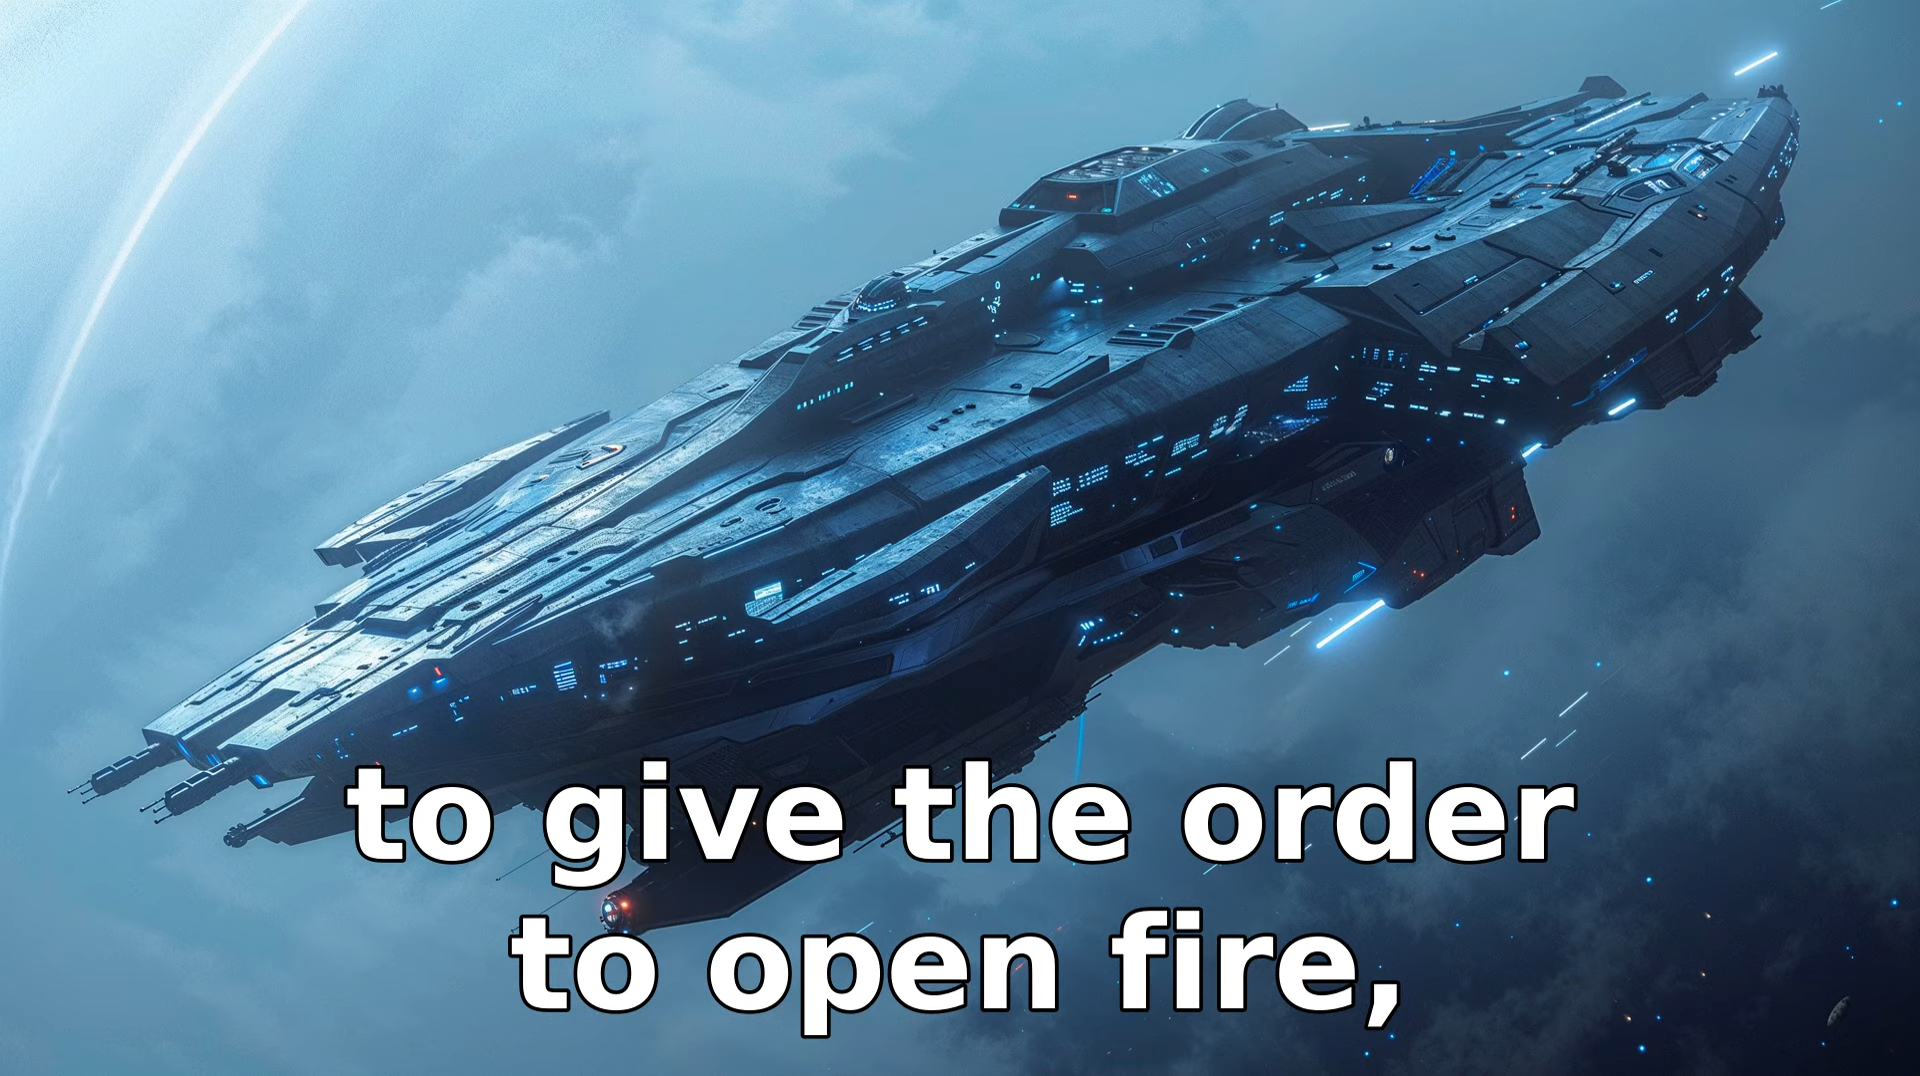 to give the order
to open fire,